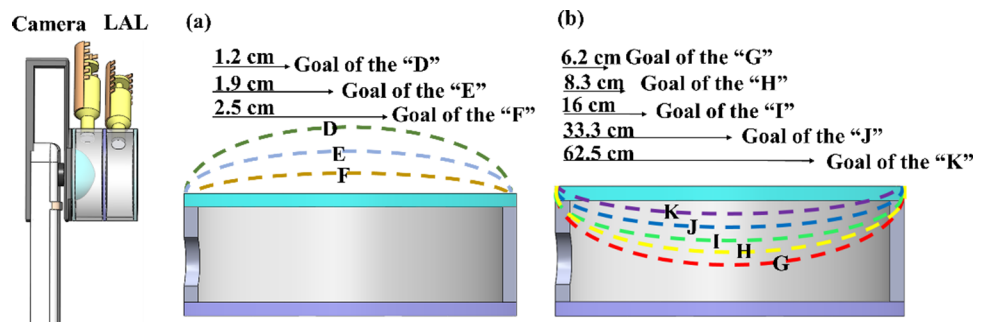 Camera LAL
(a)
1.2 cm
Goal of the “D”
1.9 cm
Goal of the “E”
2.5 cm
Goal of the “F”
D
E
F
(b)
6.2 cm
Goal of the “G”
8.3 cm
Goal of the “H”
16 cm
Goal of the “I”
33.3 cm
Goal of the “J”
62.5 cm
Goal of the “K”
K
J
I
H
G